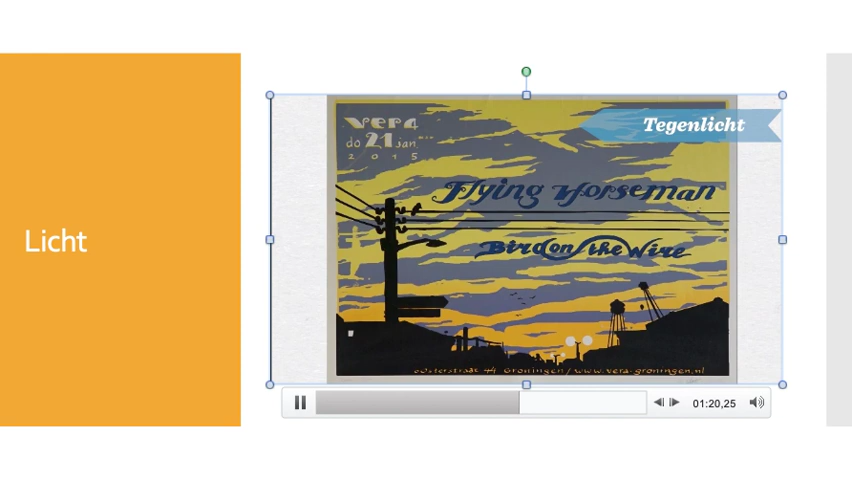 Licht
Vera
do 21 jan.
2015
Tegenlicht
Flying Horseman
Bird on the Wire
oosterstraat 44 Groningen / www.vera-groningen.nl
01:20,25